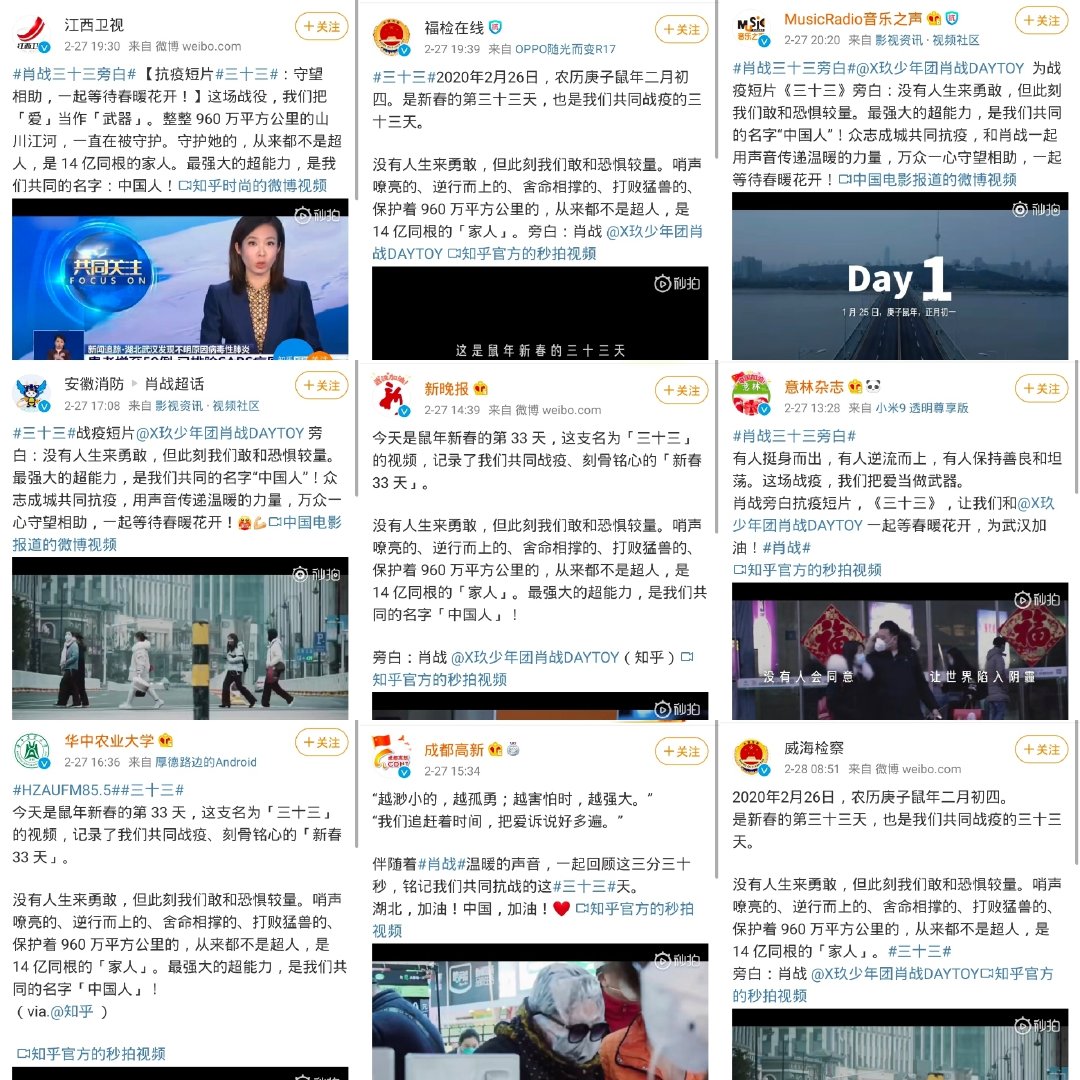 江西卫视
+关注
2-27 19:30 来自 微博 weibo.com
#肖战三十三旁白#【抗疫短片#三十三#：守望
相助，一起等待春暖花开！】这场战役，我们把
「爱」当作「武器」。整整 960 万平方公里的山
川江河，一直在被守护。守护她的，从来都不是超
人，是 14 亿同根的家人。最强大的超能力，是我
们共同的名字：中国人！知乎时尚的微博视频
秒拍
共同关注
FOCUS ON
新闻追踪·湖北武汉发现不明原因病毒性肺炎
福检在线
+关注
2-27 19:39 来自 OPPO随光而变R17
#三十三#2020年2月26日，农历庚子鼠年二月初
四。是新春的第三十三天，也是我们共同战疫的三
十三天。
没有人生来勇敢，但此刻我们敢和恐惧较量。哨声
嘹亮的、逆行而上的、舍命相撑的、打败猛兽的、
保护着 960 万平方公里的，从来都不是超人，是
14 亿同根的「家人」。旁白：肖战 @X玖少年团肖
战DAYTOY 知乎官方的秒拍视频
秒拍
这是鼠年新春的三十三天
MusicRadio音乐之声
+关注
2-27 20:20 来自 影视资讯 · 视频社区
#肖战三十三旁白#@X玖少年团肖战DAYTOY 为战
疫短片《三十三》旁白：没有人生来勇敢，但此刻
我们敢和恐惧较量。最强大的超能力，是我们共同
的名字“中国人”！众志成城共同抗疫，和肖战一起
用声音传递温暖的力量，万众一心守望相助，一起
等待春暖花开！中国电影报道的微博视频
秒拍
Day 1
1月25日，庚子鼠年，正月初一
安徽消防 肖战超话
+关注
2-27 17:08 来自 影视资讯 · 视频社区
#三十三#战疫短片@X玖少年团肖战DAYTOY 旁
白：没有人生来勇敢，但此刻我们敢和恐惧较量。
最强大的超能力，是我们共同的名字“中国人”！众
志成城共同抗疫，用声音传递温暖的力量，万众一
心守望相助，一起等待春暖花开！中国电影
报道的微博视频
秒拍
新晚报
+关注
2-27 14:39 来自 微博 weibo.com
今天是鼠年新春的第 33 天，这支名为「三十三」
的视频，记录了我们共同战疫、刻骨铭心的「新春
33 天」。
没有人生来勇敢，但此刻我们敢和恐惧较量。哨声
嘹亮的、逆行而上的、舍命相撑的、打败猛兽的、
保护着 960 万平方公里的，从来都不是超人，是
14 亿同根的「家人」。最强大的超能力，是我们共
同的名字「中国人」！
旁白：肖战 @X玖少年团肖战DAYTOY（知乎）
知乎官方的秒拍视频
秒拍
意林杂志
+关注
2-27 13:28 来自 小米9 透明尊享版
#肖战三十三旁白#
有人挺身而出，有人逆流而上，有人保持善良和坦
荡。这场战疫，我们把爱当做武器。
肖战旁白抗疫短片，《三十三》，让我们和@X玖
少年团肖战DAYTOY 一起等春暖花开，为武汉加
油！#肖战#
知乎官方的秒拍视频
秒拍
福
福
没有人会同意 让世界陷入阴霾
华中农业大学
+关注
2-27 16:36 来自 厚德路边的Android
#HZAUFM85.5##三十三#
今天是鼠年新春的第 33 天，这支名为「三十三」
的视频，记录了我们共同战疫、刻骨铭心的「新春
33 天」。
没有人生来勇敢，但此刻我们敢和恐惧较量。哨声
嘹亮的、逆行而上的、舍命相撑的、打败猛兽的、
保护着 960 万平方公里的，从来都不是超人，是
14 亿同根的「家人」。最强大的超能力，是我们共
同的名字「中国人」！
（via.@知乎 ）
知乎官方的秒拍视频
成都高新
+关注
2-27 15:34
“越渺小的，越孤勇；越害怕时，越强大。”
“我们追赶着时间，把爱诉说好多遍。”
伴随着#肖战#温暖的声音，一起回顾这三分三十
秒，铭记我们共同抗战的这#三十三#天。
湖北，加油！中国，加油！知乎官方的秒拍
视频
秒拍
威海检察
+关注
2-28 08:51 来自 微博 weibo.com
2020年2月26日，农历庚子鼠年二月初四。
是新春的第三十三天，也是我们共同战疫的三十三
天。
没有人生来勇敢，但此刻我们敢和恐惧较量。哨声
嘹亮的、逆行而上的、舍命相撑的、打败猛兽的、
保护着 960 万平方公里的，从来都不是超人，是
14 亿同根的「家人」。#三十三#
旁白：肖战 @X玖少年团肖战DAYTOY知乎官方
的秒拍视频
秒拍